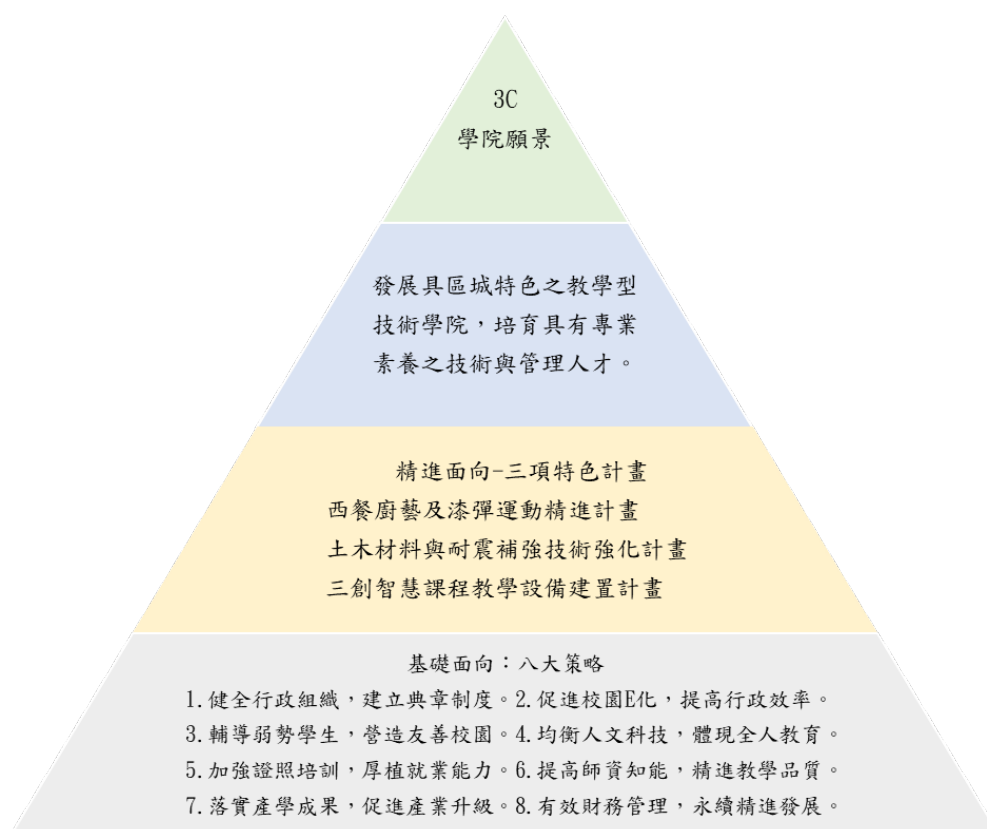 3C
學院願景
發展具區城特色之教學型
技術學院，培育具有專業
素養之技術與管理人才。
精進面向-三項特色計畫
西餐廚藝及漆彈運動精進計畫
土木材料與耐震補強技術強化計畫
三創智慧課程教學設備建置計畫
基礎面向：八大策略
1.健全行政組織，建立典章制度。2.促進校園E化，提高行政效率。
3.輔導弱勢學生，營造友善校園。4.均衡人文科技，體現全人教育。
5.加強證照培訓，厚植就業能力。6.提高師資知能，精進教學品質。
7.落實產學成果，促進產業升級。8.有效財務管理，永續精進發展。